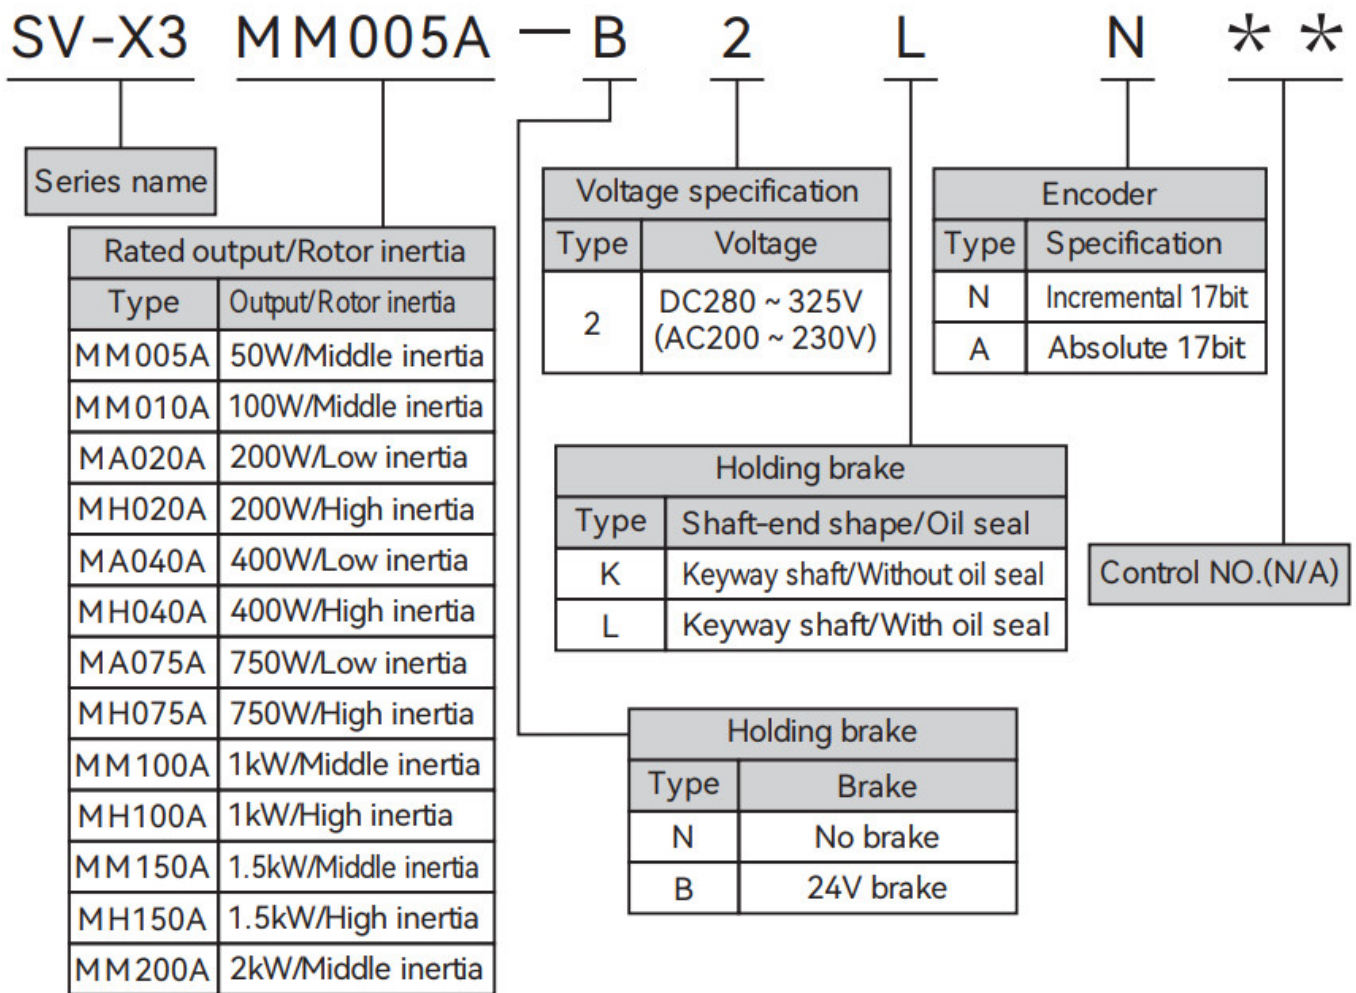 SV-X3 MM005A — B 2 L N * *
Series name
Rated output/Rotor inertia
Type Output/Rotor inertia
MM005A 50W/Middle inertia
MM010A 100W/Middle inertia
MA020A 200W/Low inertia
MH020A 200W/High inertia
MA040A 400W/Low inertia
MH040A 400W/High inertia
MA075A 750W/Low inertia
MH075A 750W/High inertia
MM100A 1kW/Middle inertia
MH100A 1kW/High inertia
MM150A 1.5kW/Middle inertia
MH150A 1.5kW/High inertia
MM200A 2kW/Middle inertia
Voltage specification
Type Voltage
2 DC280 ~ 325V
(AC200 ~ 230V)
Encoder
Type Specification
N Incremental 17bit
A Absolute 17bit
Holding brake
Type Shaft-end shape/Oil seal
K Keyway shaft/Without oil seal
L Keyway shaft/With oil seal
Control NO.(N/A)
Holding brake
Type Brake
N No brake
B 24V brake